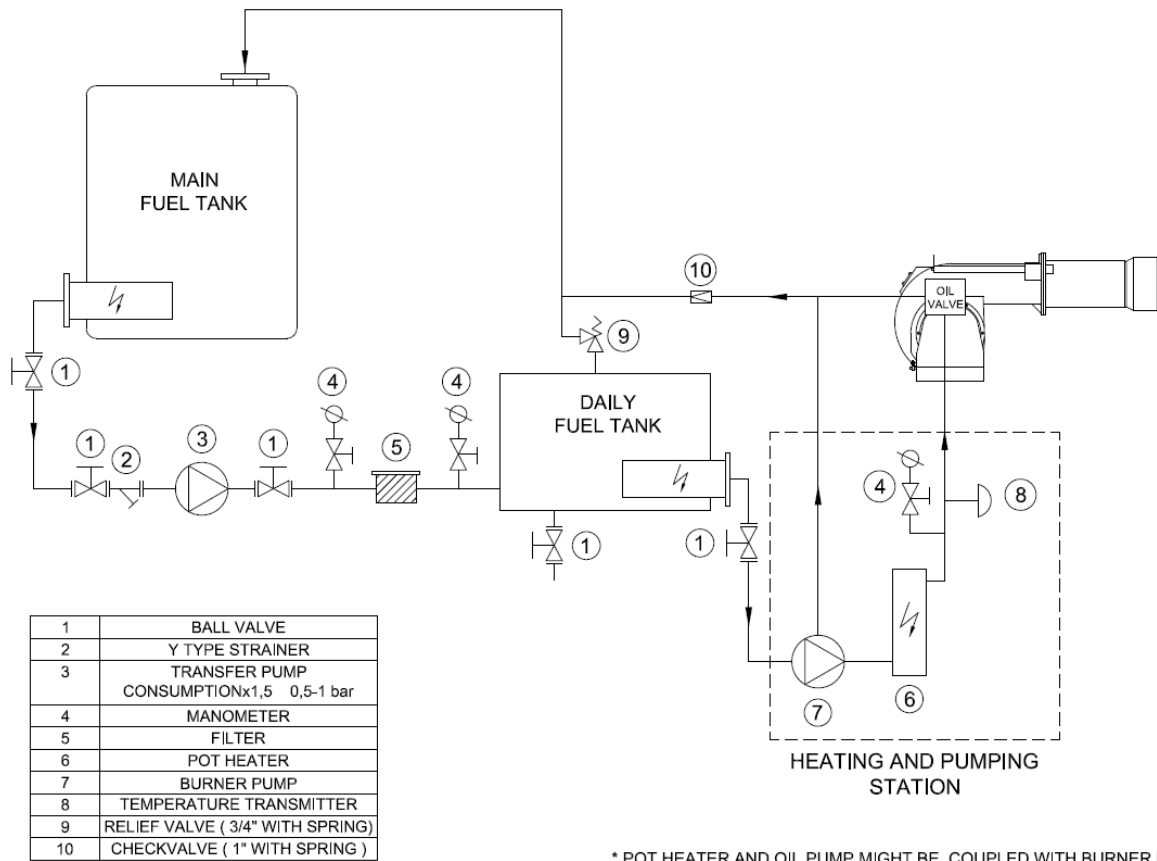 MAIN
FUEL TANK
10
OIL
VALVE
1
9
4
4
DAILY
FUEL TANK
1
2
3
1
5
4
8
1
1
6
7
HEATING AND PUMPING
STATION
1 BALL VALVE
2 Y TYPE STRAINER
3 TRANSFER PUMP
CONSUMPTIONx1,5 0,5-1 bar
4 MANOMETER
5 FILTER
6 POT HEATER
7 BURNER PUMP
8 TEMPERATURE TRANSMITTER
9 RELIEF VALVE ( 3/4" WITH SPRING)
10 CHECKVALVE ( 1" WITH SPRING )
* POT HEATER AND OIL PUMP MIGHT BE COUPLED WITH BURNER